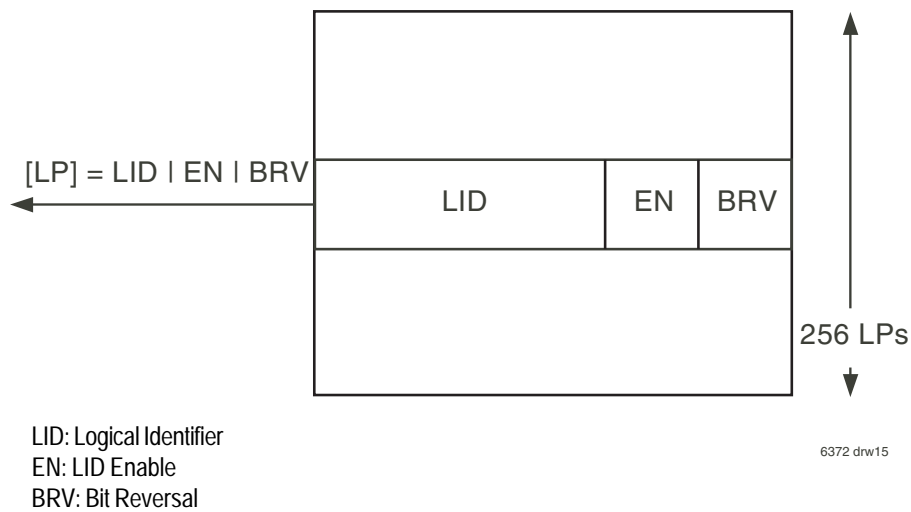 [LP] = LID | EN | BRV
LID
EN
BRV
256 LPs
LID: Logical Identifier
EN: LID Enable
BRV: Bit Reversal
6372 drw15